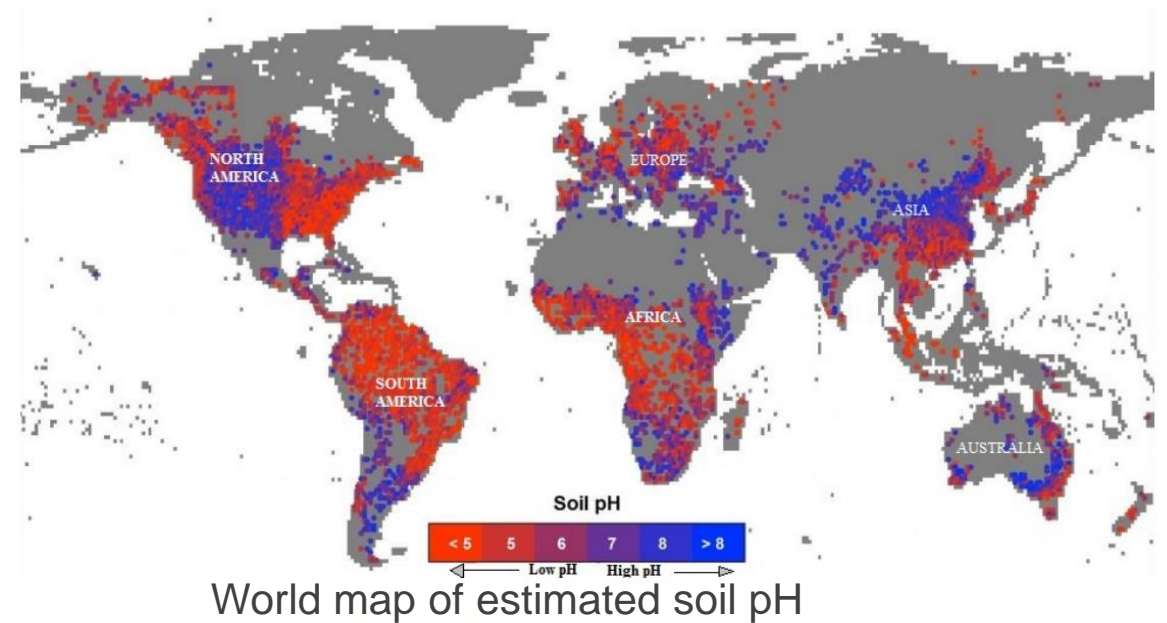 NORTH
AMERICA
EUROPE
ASIA
AFRICA
SOUTH
AMERICA
AUSTRALIA
Soil pH
< 5 5 6 7 8 > 8
Low pH High pH
World map of estimated soil pH